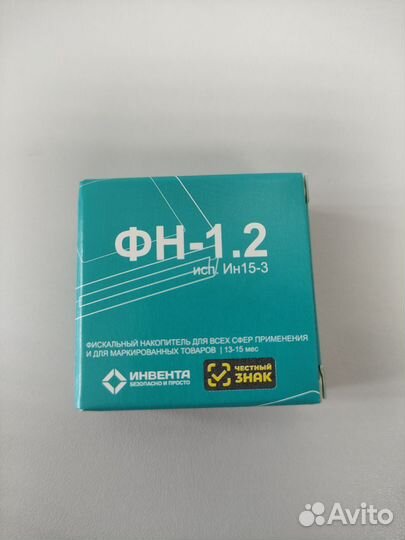 ФН-1.2
исп. Ин15-3
ФИСКАЛЬНЫЙ НАКОПИТЕЛЬ ДЛЯ ВСЕХ СФЕР ПРИМЕНЕНИЯ
И ДЛЯ МАРКИРОВАННЫХ ТОВАРОВ | 13-15 мес
ИНВЕНТА
БЕЗОПАСНО И ПРОСТО
ЧЕСТНЫЙ
ЗНАК
Avito